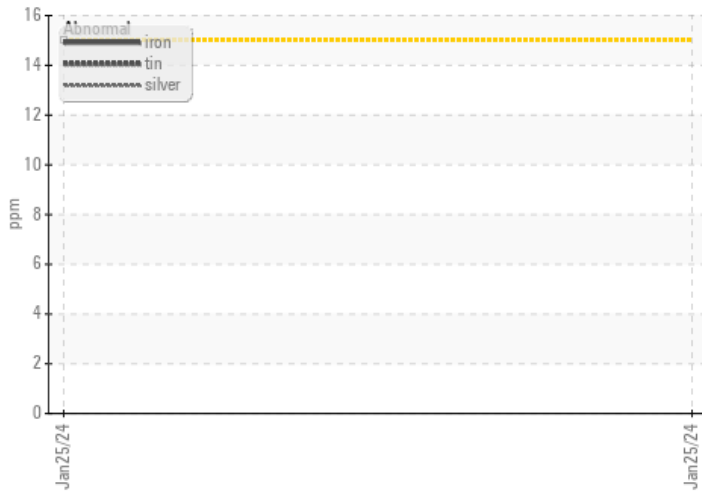 16
Abnormal
iron
14
tin
silver
12
10
ppm
8
6
4
2
0
Jan25/24
Jan25/24